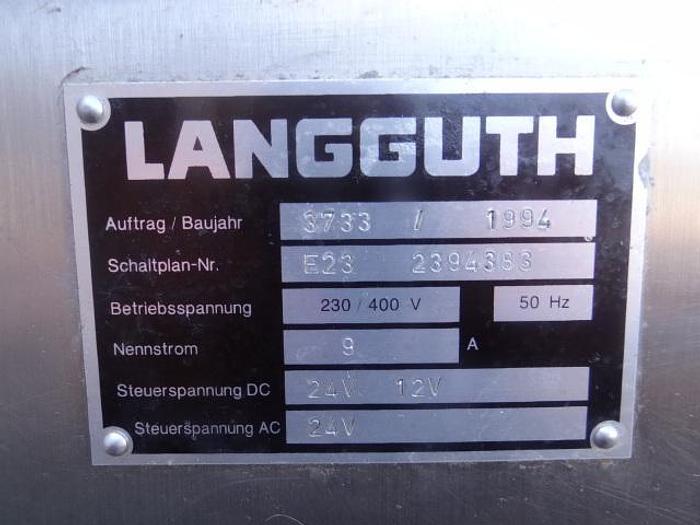 LANGGUTH
Auftrag / Baujahr 3733 / 1994
Schaltplan-Nr. E23 2394383
Betriebsspannung 230 / 400 V 50 Hz
Nennstrom 9 A
Steuerspannung DC 24V 12V
Steuerspannung AC 24V